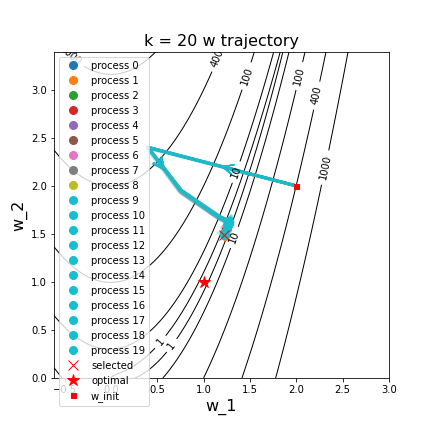 k = 20 w trajectory
process 0
process 1
process 2
process 3
process 4
process 5
process 6
process 7
process 8
process 9
process 10
process 11
process 12
process 13
process 14
process 15
process 16
process 17
process 18
process 19
selected
optimal
w_init
400
100
10
10
1
1
100
400
1000
w_2
3.0
2.5
2.0
1.5
1.0
0.5
0.0
0.0
0.5
1.0
1.5
2.0
2.5
3.0
w_1